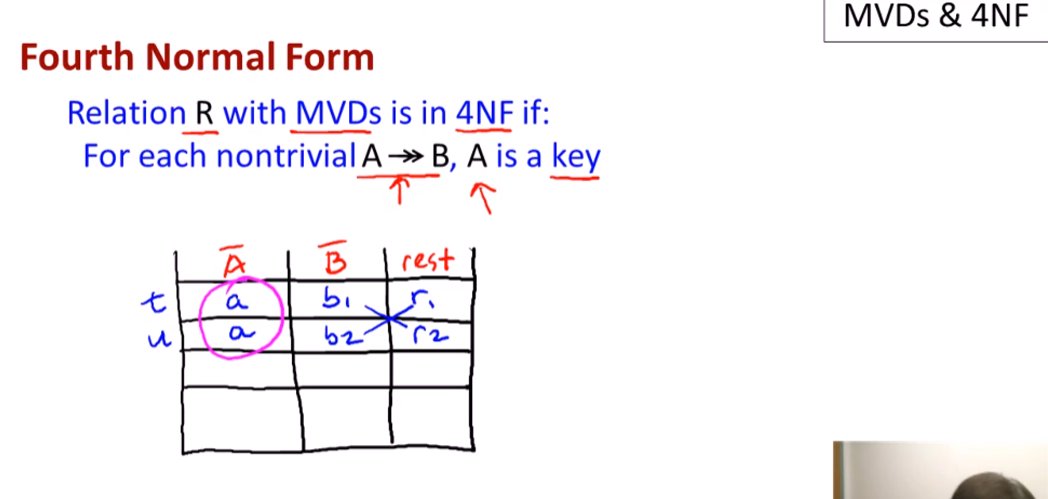 MVDs & 4NF
Fourth Normal Form
Relation R with MVDs is in 4NF if:
For each nontrivial A ↠ B, A is a key
A B rest
t a b1 r1
u a b2 r2